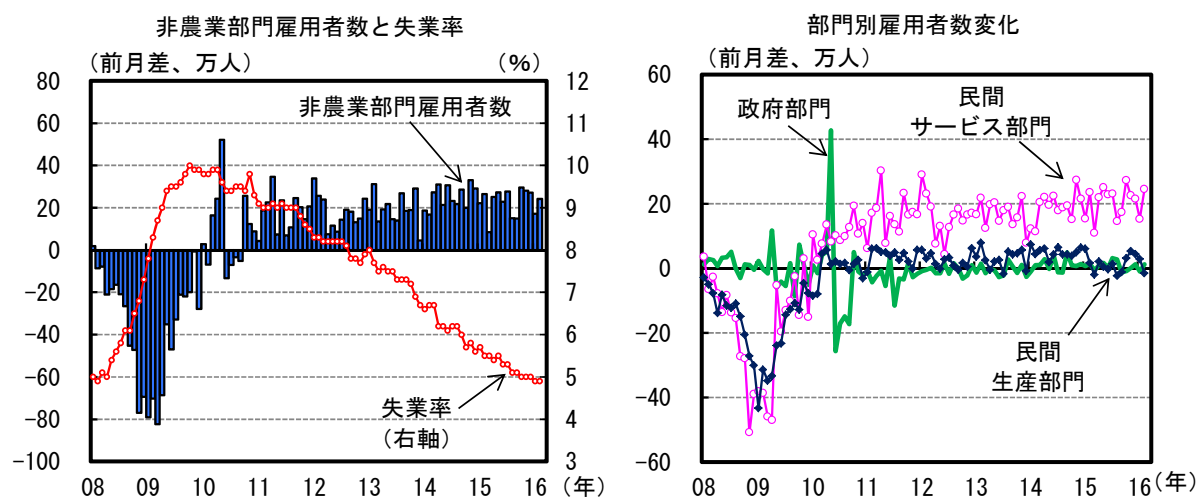 非農業部門雇用者数と失業率
(前月差、万人)
(%)
80
60
40
20
0
-20
-40
-60
-80
-100
12
11
10
9
8
7
6
5
4
3
非農業部門雇用者数
失業率
(右軸)
08 09 10 11 12 13 14 15 16 (年)
部門別雇用者数変化
(前月差、万人)
60
40
20
0
-20
-40
-60
政府部門
民間
サービス部門
民間
生産部門
08 09 10 11 12 13 14 15 16 (年)